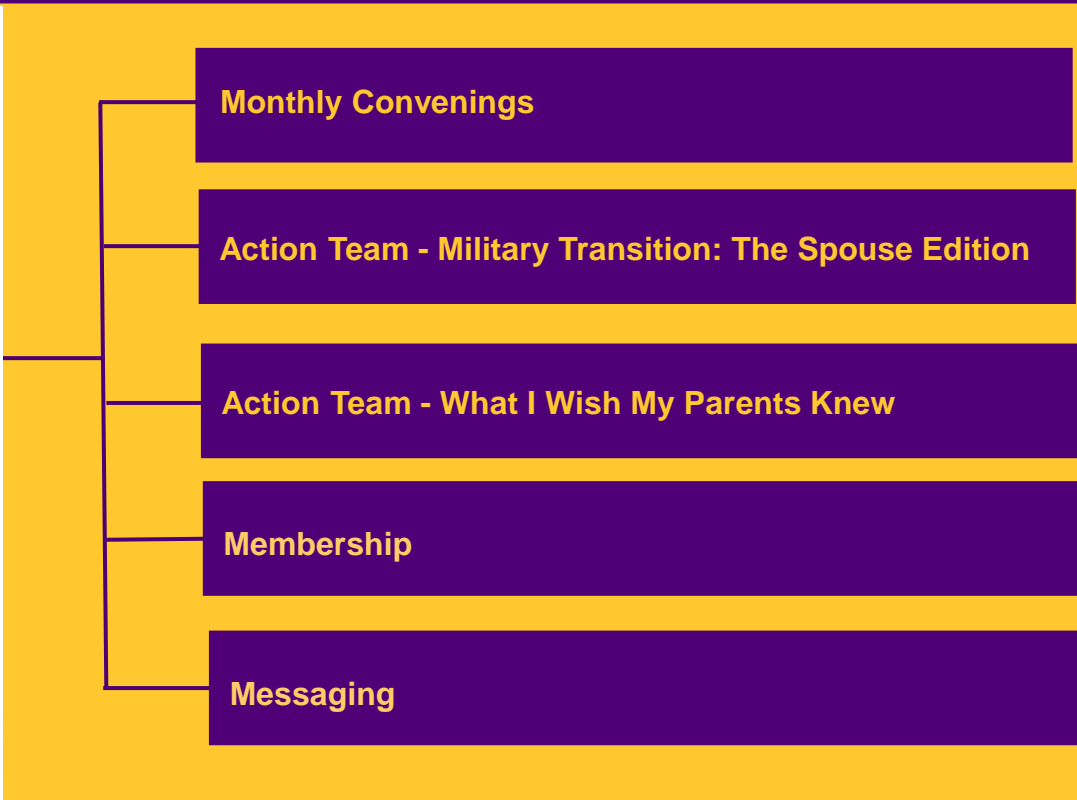 Monthly Convenings
Action Team - Military Transition: The Spouse Edition
Action Team - What I Wish My Parents Knew
Membership
Messaging